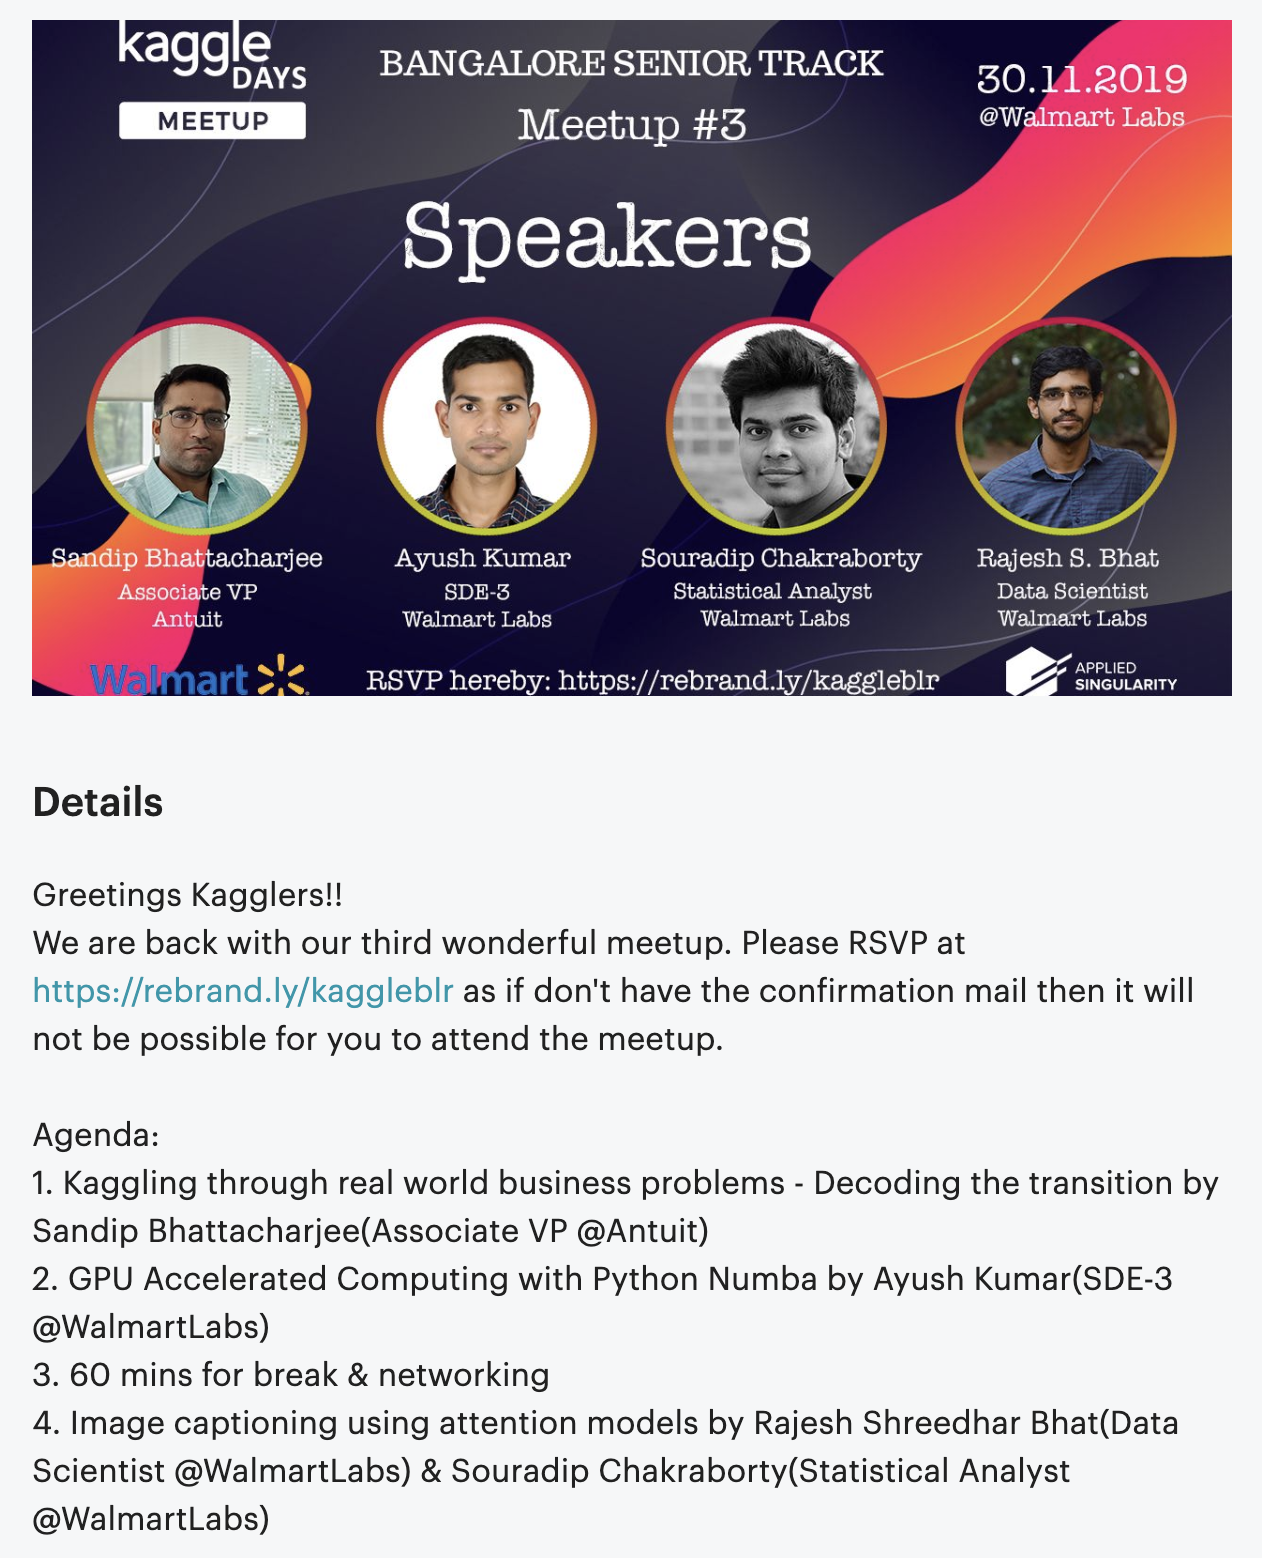 kaggle
DAYS
MEETUP
BANGALORE SENIOR TRACK
Meetup #3
30.11.2019
@Walmart Labs
Speakers
Sandip Bhattacharjee
Associate VP
Antuit
Ayush Kumar
SDE-3
Walmart Labs
Souradip Chakraborty
Statistical Analyst
Walmart Labs
Rajesh S. Bhat
Data Scientist
Walmart Labs
Walmart
RSVP hereby: https://rebrand.ly/kaggleblr
APPLIED
SINGULARITY
Details
Greetings Kagglers!!
We are back with our third wonderful meetup. Please RSVP at
https://rebrand.ly/kaggleblr as if don't have the confirmation mail then it will
not be possible for you to attend the meetup.
Agenda:
1. Kaggling through real world business problems - Decoding the transition by
Sandip Bhattacharjee(Associate VP @Antuit)
2. GPU Accelerated Computing with Python Numba by Ayush Kumar(SDE-3
@WalmartLabs)
3. 60 mins for break & networking
4. Image captioning using attention models by Rajesh Shreedhar Bhat(Data
Scientist @WalmartLabs) & Souradip Chakraborty(Statistical Analyst
@WalmartLabs)